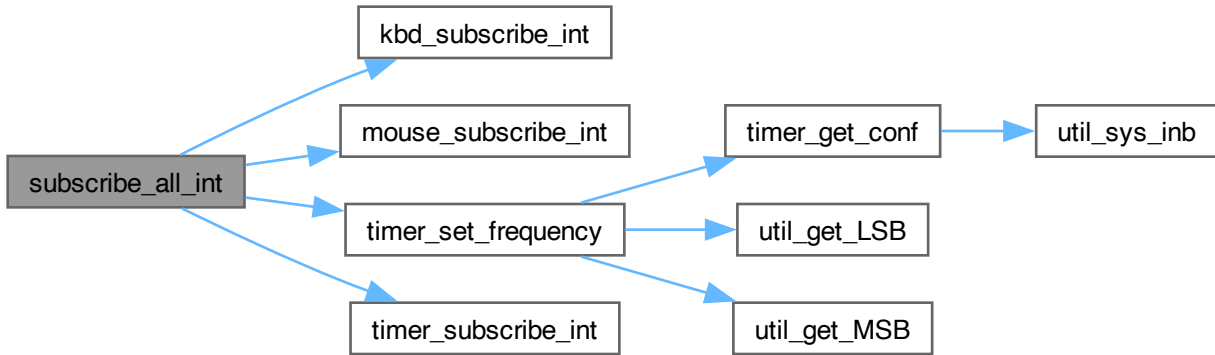 subscribe_all_int
kbd_subscribe_int
mouse_subscribe_int
timer_set_frequency
timer_subscribe_int
timer_get_conf
util_get_LSB
util_get_MSB
util_sys_inb